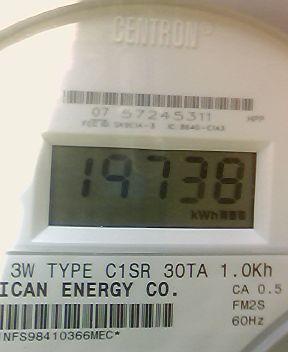 CENTRON®
07 57245311 HPP
19738
kWh
3W TYPE C1SR 30TA 1.0Kh
ICAN ENERGY CO. CA 0.5
FM2S
NFS98410366MEC* 60Hz